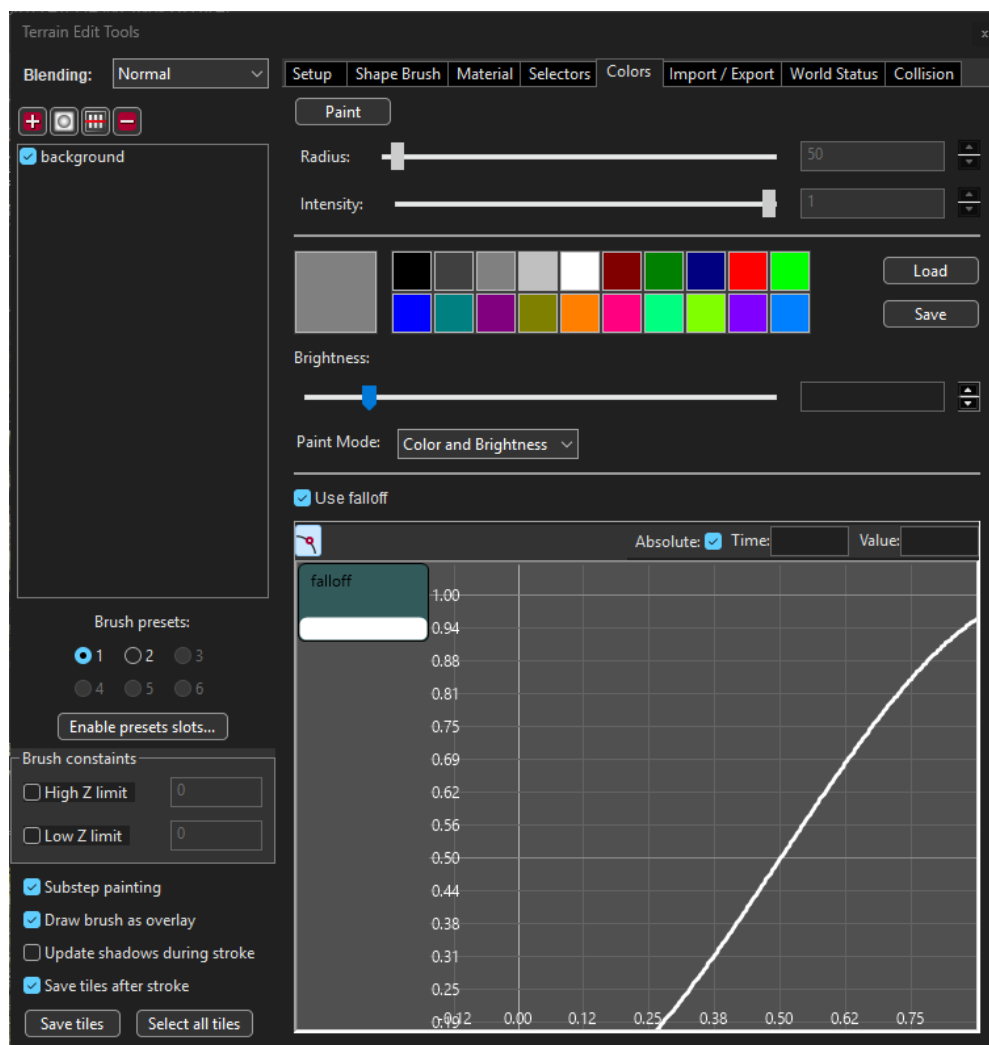 Terrain Edit Tools
x
Blending: Normal
Setup Shape Brush Material Selectors Colors Import / Export World Status Collision
Paint
background
Radius: 50
Intensity: 1
Load
Save
Brightness:
Paint Mode: Color and Brightness
Use falloff
Absolute: Time: Value:
falloff
1.00
0.94
0.88
0.81
0.75
0.69
0.62
0.56
0.50
0.44
0.38
0.31
0.25
0.19
-0.12 0.00 0.12 0.25 0.38 0.50 0.62 0.75
Brush presets:
1 2 3
4 5 6
Enable presets slots...
Brush constaints
High Z limit 0
Low Z limit 0
Substep painting
Draw brush as overlay
Update shadows during stroke
Save tiles after stroke
Save tiles Select all tiles